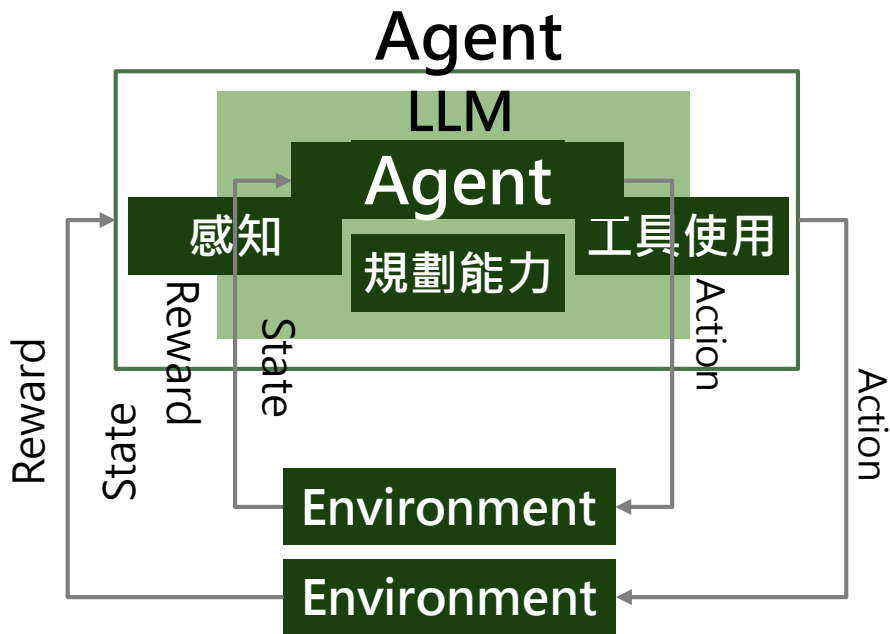 Agent
LLM
Agent
感知
工具使用
規劃能力
Reward
State
Action
Reward
State
Action
Environment
Environment